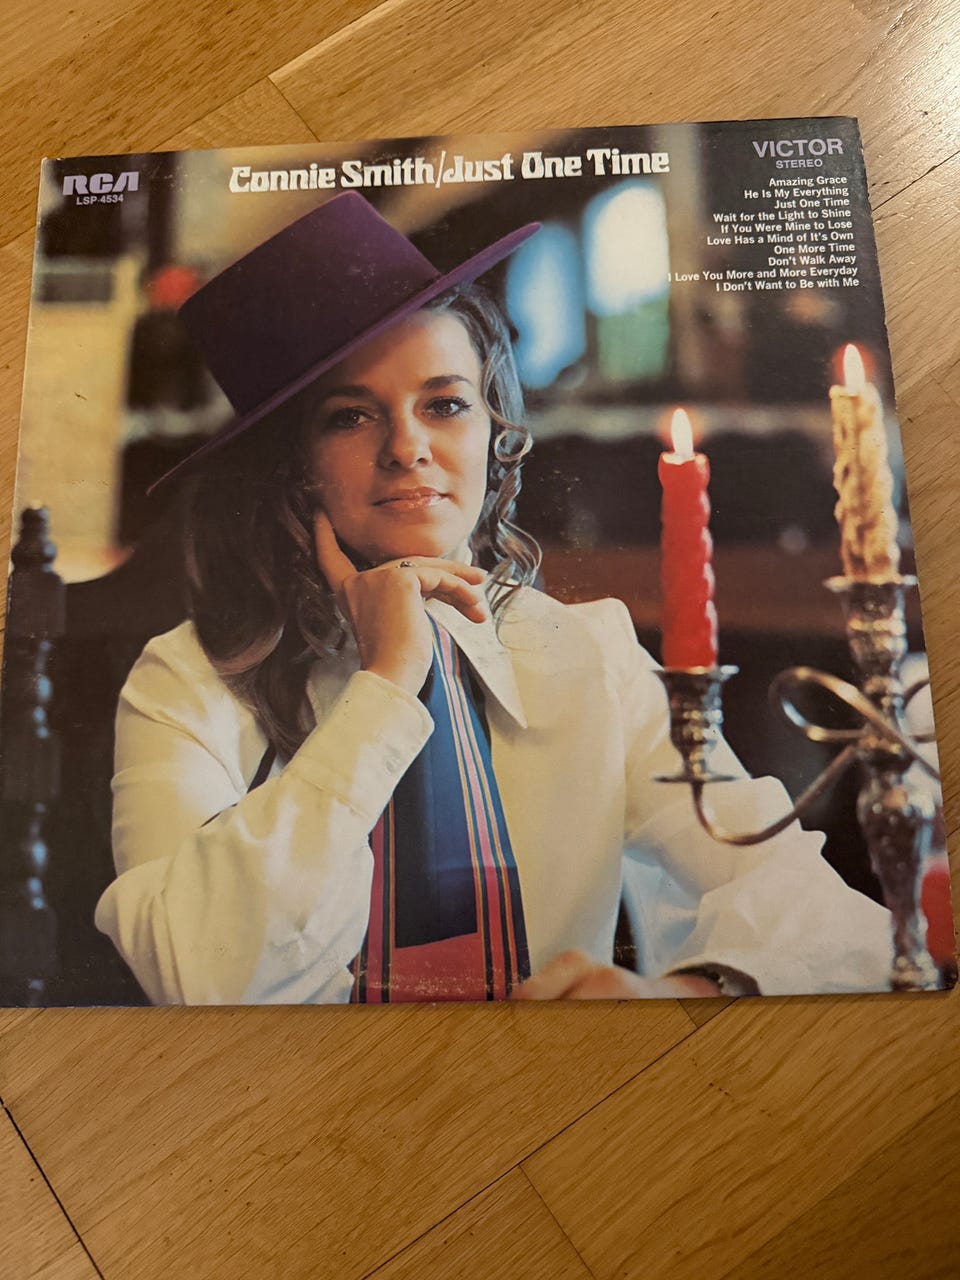 RCA
LSP-4534
Connie Smith/Just One Time
VICTOR
STEREO
Amazing Grace
He Is My Everything
Just One Time
Wait for the Light to Shine
If You Were Mine to Lose
Love Has a Mind of It's Own
One More Time
Don't Walk Away
I Love You More and More Everyday
I Don't Want to Be with Me